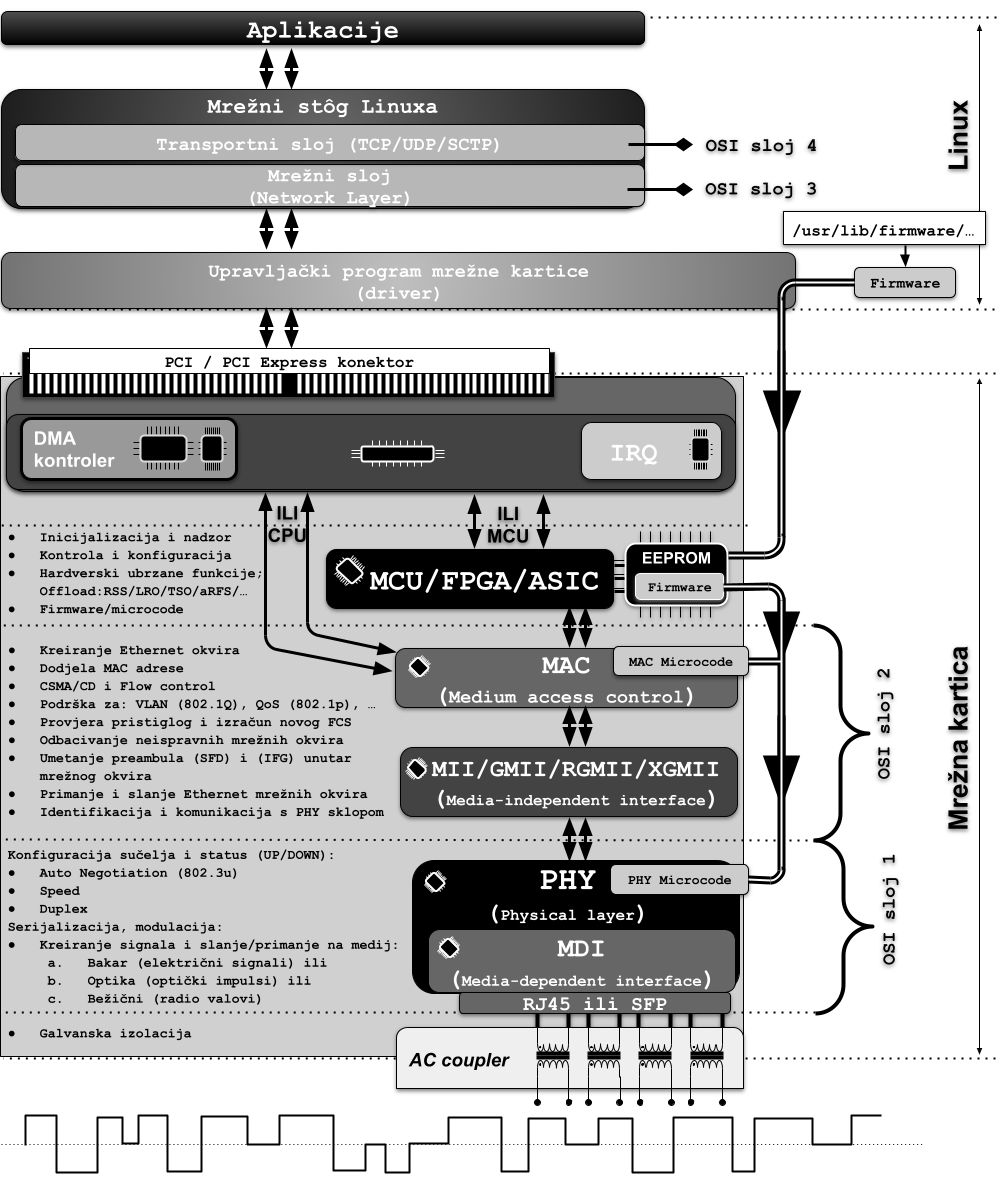 Aplikacije
Mrežni stôg Linuxa
Transportni sloj (TCP/UDP/SCTP)
OSI sloj 4
Mrežni sloj
(Network Layer)
OSI sloj 3
Linux
/usr/lib/firmware/…
Firmware
Upravljački program mrežne kartice
(driver)
PCI / PCI Express konektor
DMA
kontroler
IRQ
ILI
CPU
ILI
MCU
● Inicijalizacija i nadzor
● Kontrola i konfiguracija
● Hardverski ubrzane funkcije;
Offload:RSS/LRO/TSO/aRFS/…
● Firmware/microcode
MCU/FPGA/ASIC
EEPROM
Firmware
● Kreiranje Ethernet okvira
● Dodjela MAC adrese
● CSMA/CD i Flow control
● Podrška za: VLAN (802.1Q), QoS (802.1p), …
● Provjera pristiglog i izračun novog FCS
● Odbacivanje neispravnih mrežnih okvira
● Umetanje preambula (SFD) i (IFG) unutar
mrežnog okvira
● Primanje i slanje Ethernet mrežnih okvira
● Identifikacija i komunikacija s PHY sklopom
MAC
MAC Microcode
(Medium access control)
MII/GMII/RGMII/XGMII
(Media-independent interface)
OSI sloj 2
Mrežna kartica
Konfiguracija sučelja i status (UP/DOWN):
● Auto Negotiation (802.3u)
● Speed
● Duplex
Serijalizacija, modulacija:
● Kreiranje signala i slanje/primanje na medij:
a. Bakar (električni signali) ili
b. Optika (optički impulsi) ili
c. Bežični (radio valovi)
PHY
PHY Microcode
(Physical layer)
MDI
(Media-dependent interface)
RJ45 ili SFP
OSI sloj 1
● Galvanska izolacija
AC coupler